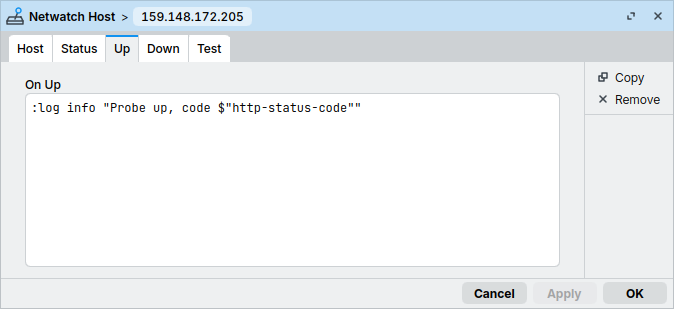 Netwatch Host > 159.148.172.205
Host Status Up Down Test
On Up
:log info "Probe up, code $"http-status-code""
Copy
Remove
Cancel Apply OK